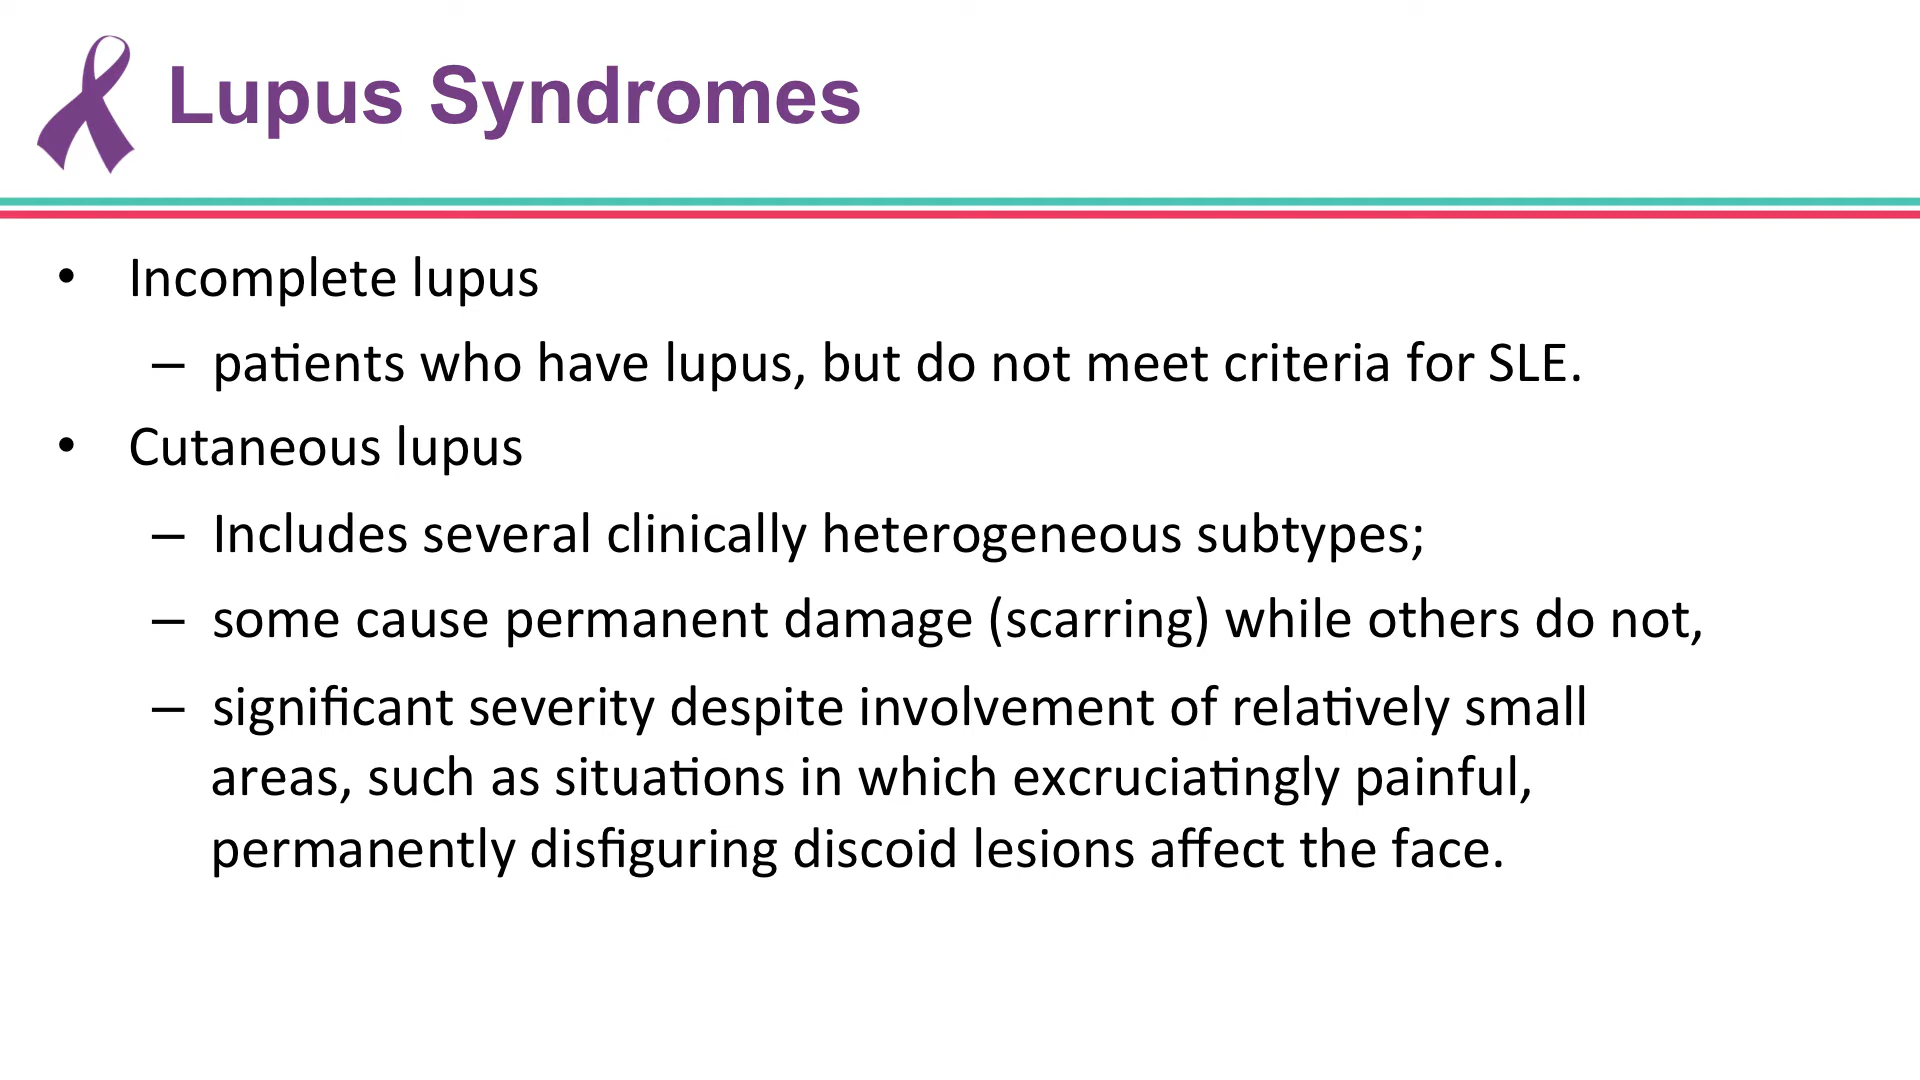 Lupus Syndromes
• Incomplete lupus
– patients who have lupus, but do not meet criteria for SLE.
• Cutaneous lupus
– Includes several clinically heterogeneous subtypes;
– some cause permanent damage (scarring) while others do not,
– significant severity despite involvement of relatively small
areas, such as situations in which excruciatingly painful,
permanently disfiguring discoid lesions affect the face.